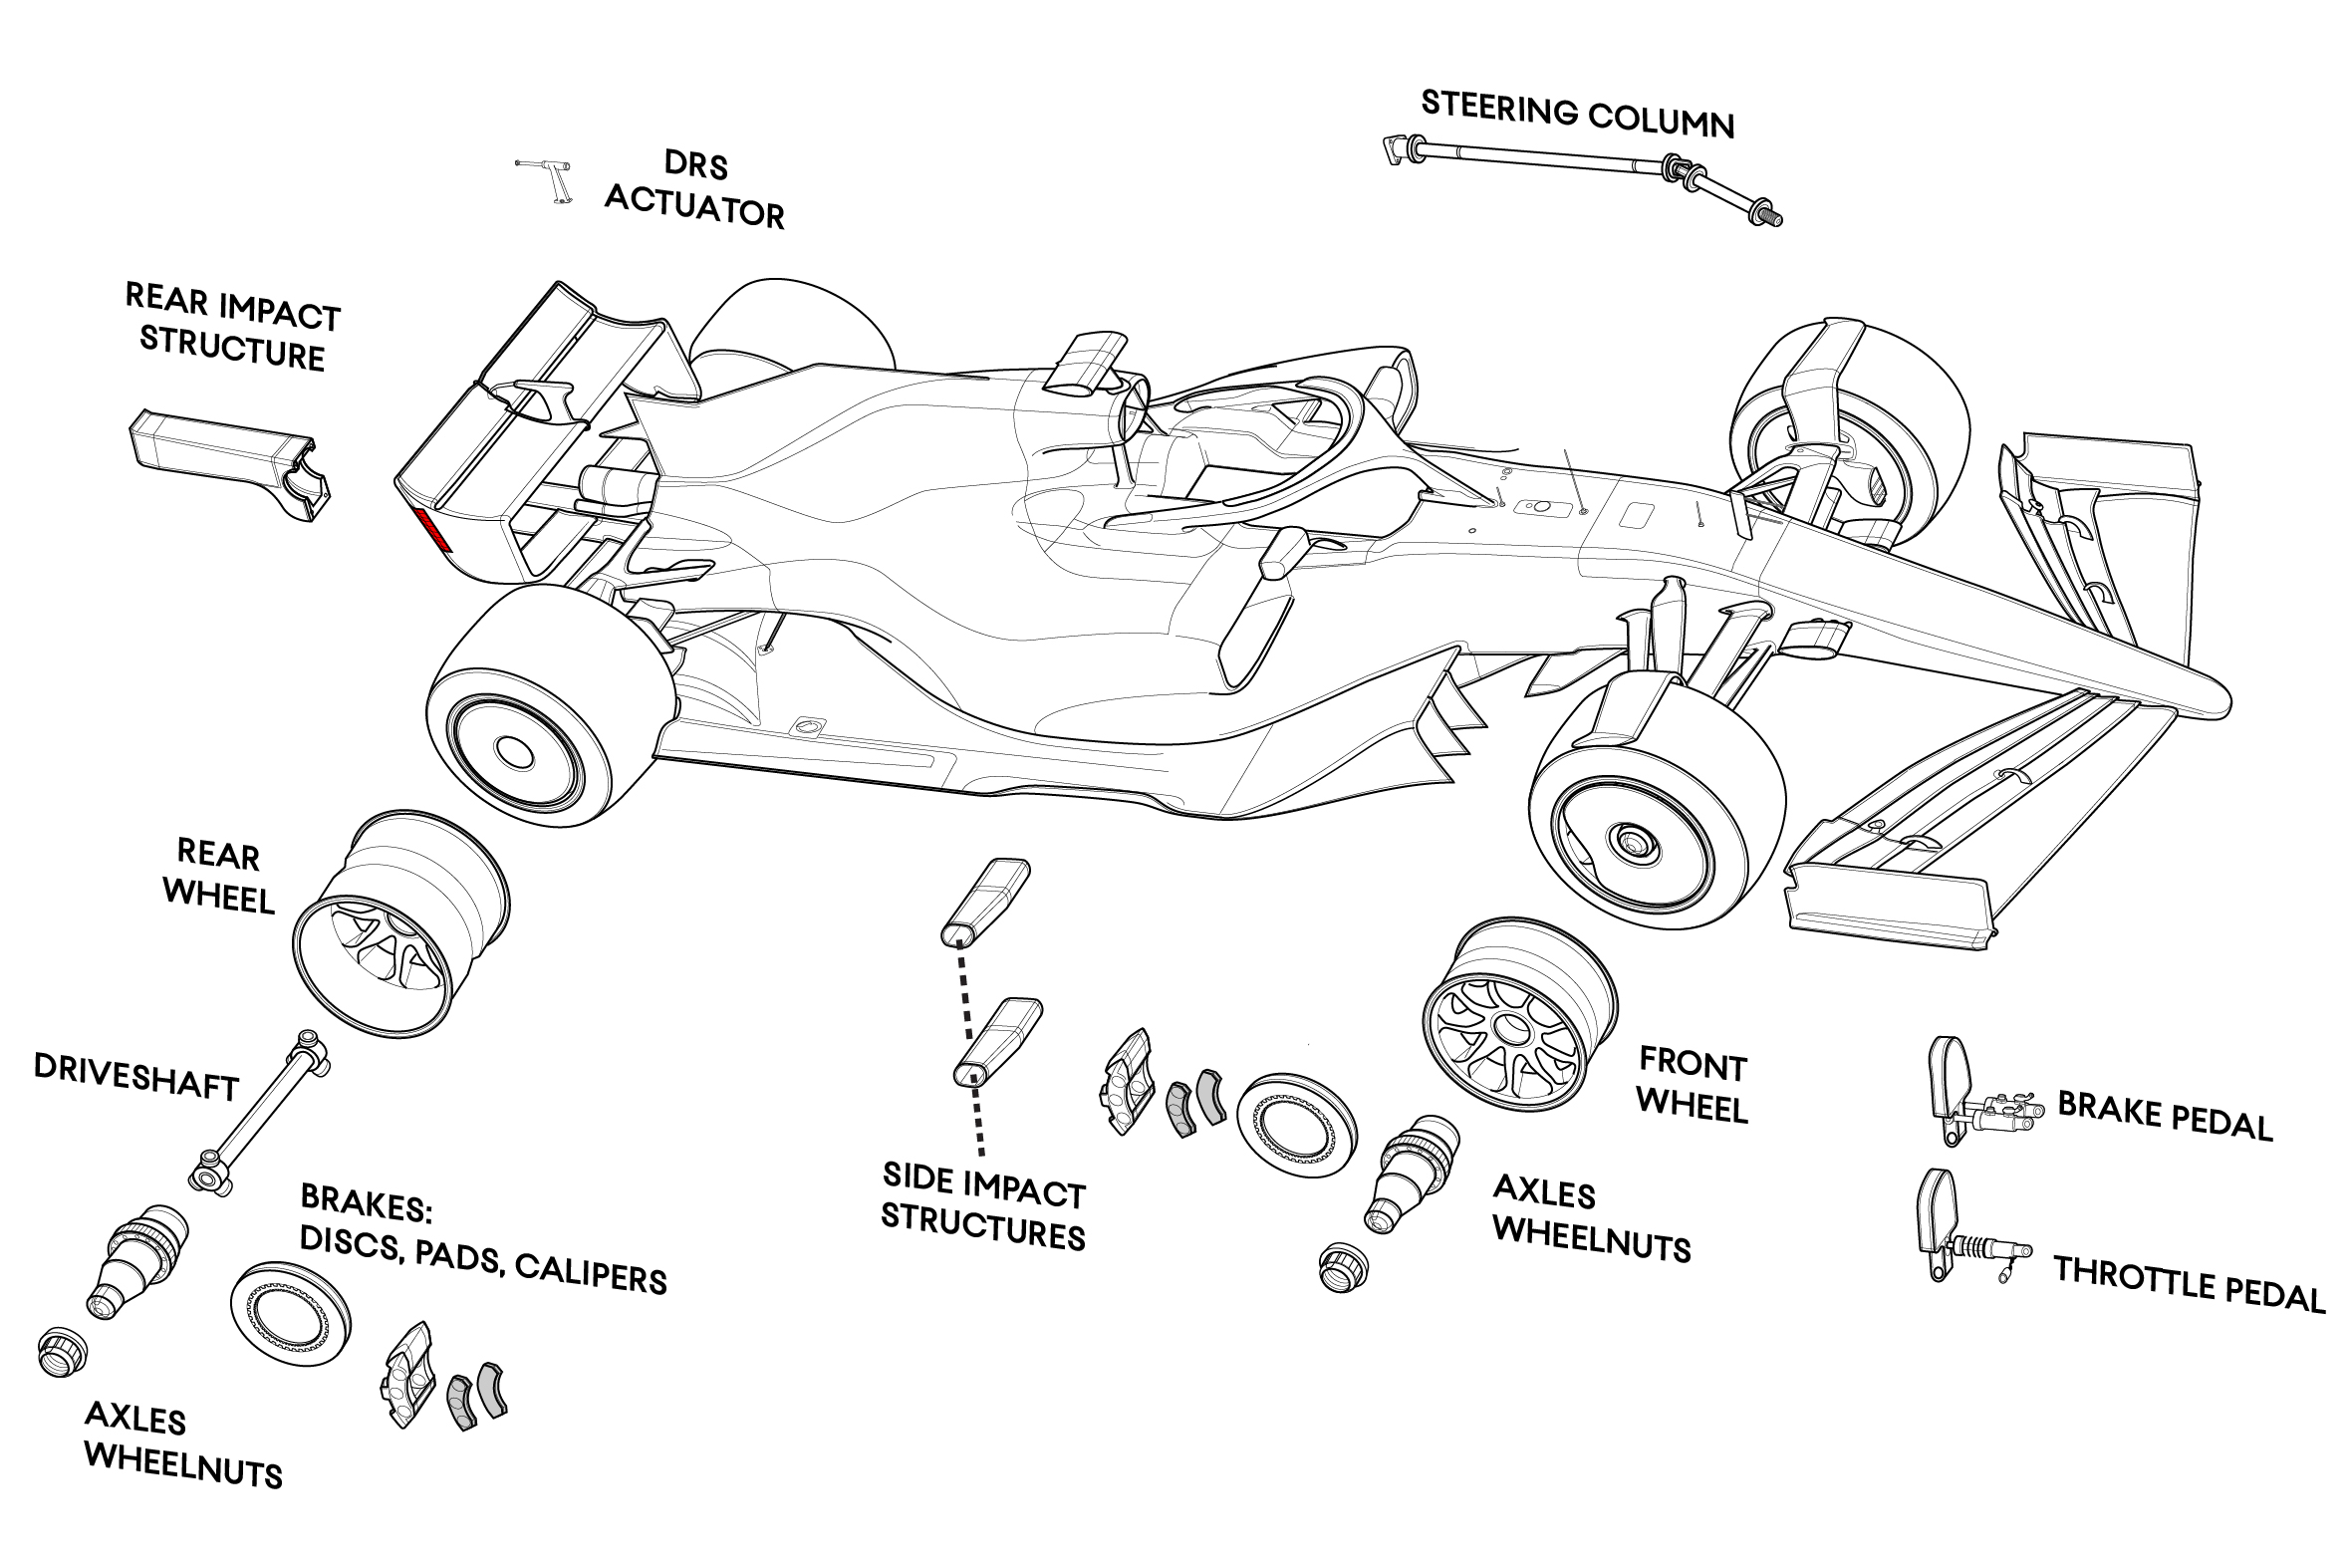 STEERING COLUMN
DRS
ACTUATOR
REAR IMPACT
STRUCTURE
REAR
WHEEL
DRIVESHAFT
BRAKES:
DISCS, PADS, CALIPERS
AXLES
WHEELNUTS
SIDE IMPACT
STRUCTURES
FRONT
WHEEL
AXLES
WHEELNUTS
BRAKE PEDAL
THROTTLE PEDAL